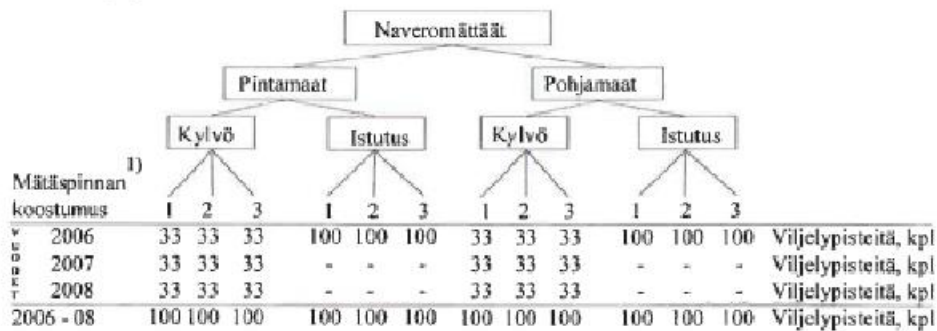 Naveromättäät
Pintamaat Pohjamaat
Kylvö Istutus Kylvö Istutus
Mätäspinnan 1)
koostumus 1 2 3 1 2 3 1 2 3 1 2 3
2006 33 33 33 100 100 100 33 33 33 100 100 100 Viljelypisteitä, kpl
2007 33 33 33 - - - 33 33 33 - - - Viljelypisteitä, kpl
2008 33 33 33 - - - 33 33 33 - - - Viljelypisteitä, kpl
2006 - 08 100 100 100 100 100 100 100 100 100 100 100 100 Viljelypisteitä, kpl